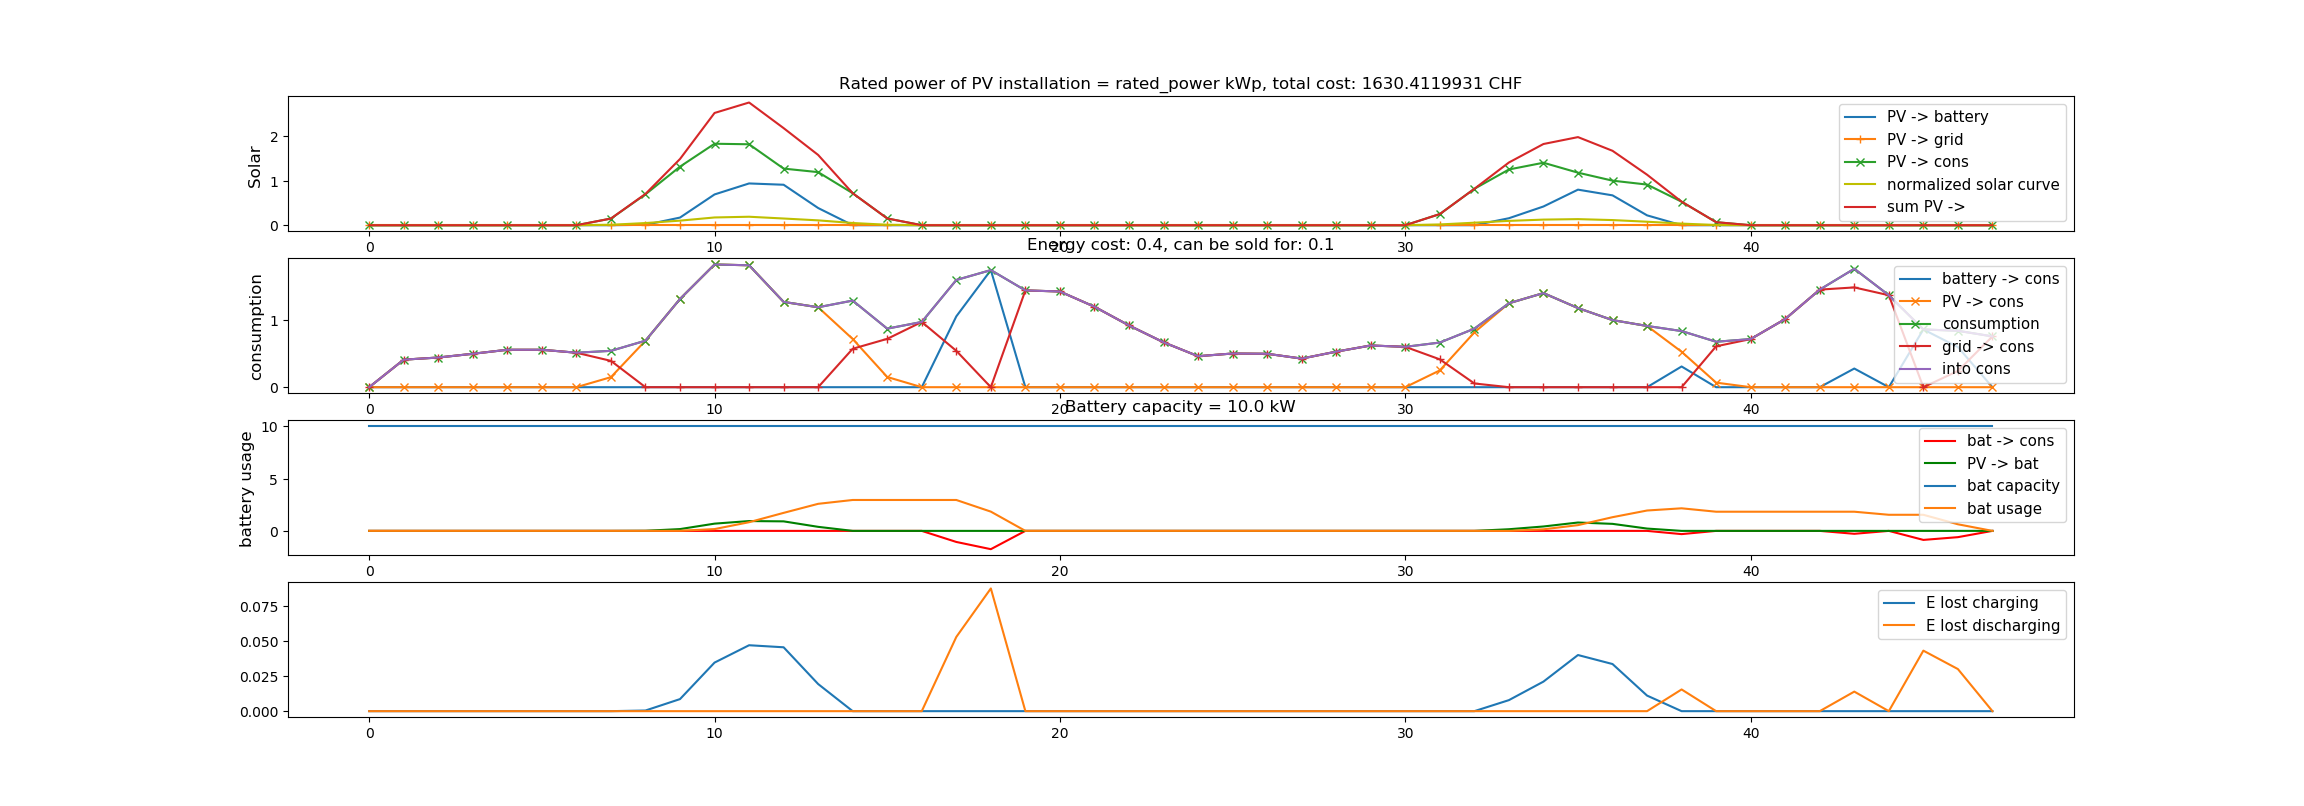 Rated power of PV installation = rated_power kWp, total cost: 1630.4119931 CHF
Solar
2
1
0
PV -> battery
PV -> grid
PV -> cons
normalized solar curve
sum PV ->
0 10 20 30 40
Energy cost: 0.4, can be sold for: 0.1
consumption
1
0
battery -> cons
PV -> cons
consumption
grid -> cons
into cons
0 10 20 30 40
Battery capacity = 10.0 kW
battery usage
10
5
0
bat -> cons
PV -> bat
bat capacity
bat usage
0 10 20 30 40
0.075
0.050
0.025
0.000
E lost charging
E lost discharging
0 10 20 30 40